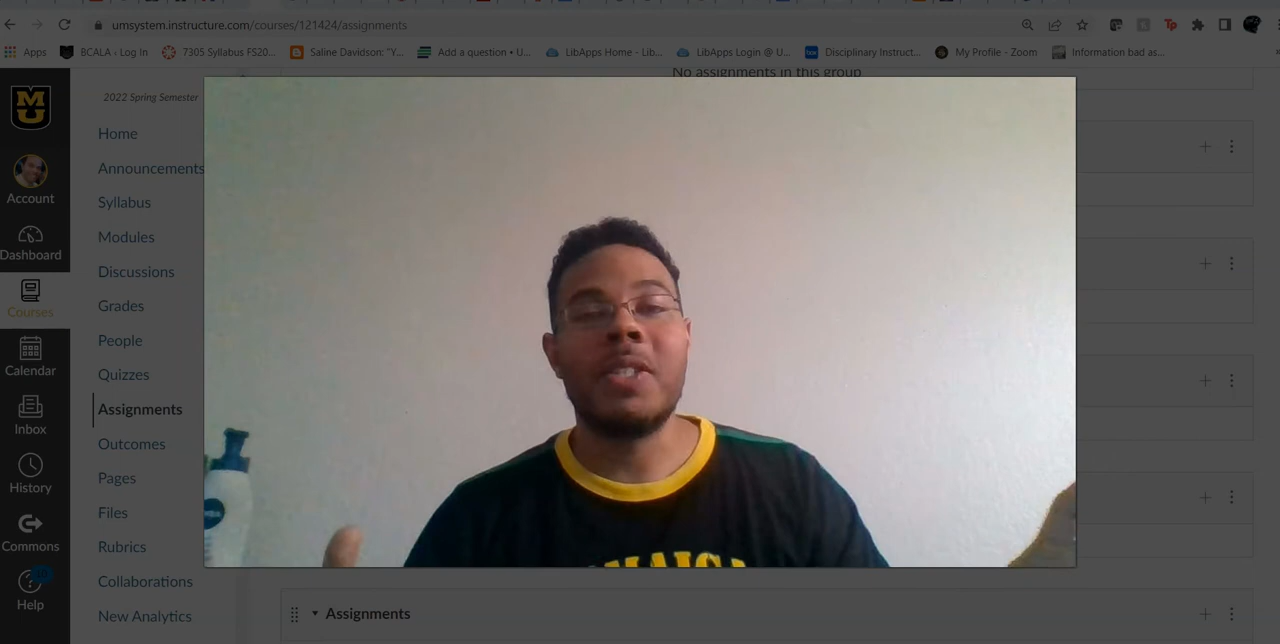 umsystem.instructure.com/courses/121424/assignments
Apps
BCALA › Log In
7305 Syllabus FS20...
Saline Davidson: "Y...
Add a question • U...
LibApps Home - Lib...
LibApps Login @ U...
Disciplinary Instruct...
My Profile - Zoom
Information bad as...
No assignments in this group
MU
2022 Spring Semester
Home
Announcements
Syllabus
Modules
Discussions
Grades
People
Quizzes
Assignments
Outcomes
Pages
Files
Rubrics
Collaborations
New Analytics
Account
Dashboard
Courses
Calendar
Inbox
History
Commons
Help
Assignments